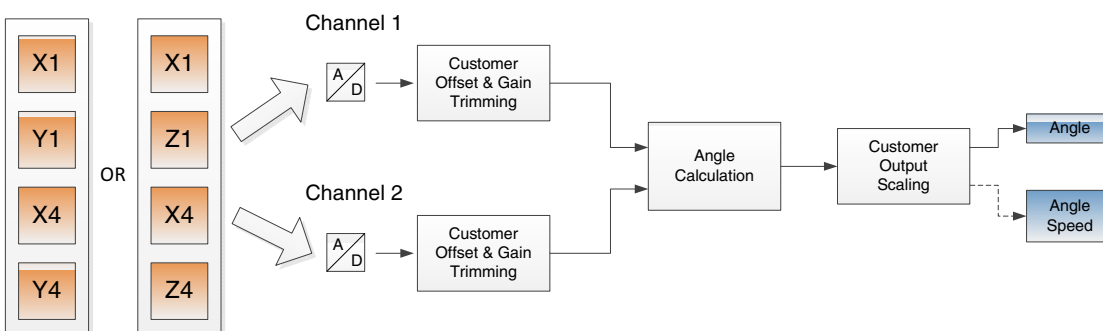 X1
Y1
X4
Y4
OR
X1
Z1
X4
Z4
Channel 1
A
D
Customer
Offset & Gain
Trimming
Channel 2
A
D
Customer
Offset & Gain
Trimming
Angle
Calculation
Customer
Output
Scaling
Angle
Angle
Speed